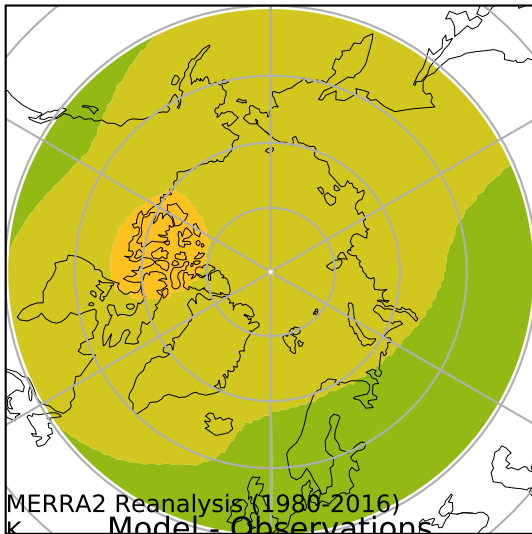 MERRA2 Reanalysis (1980-2016)
K Model - Observations